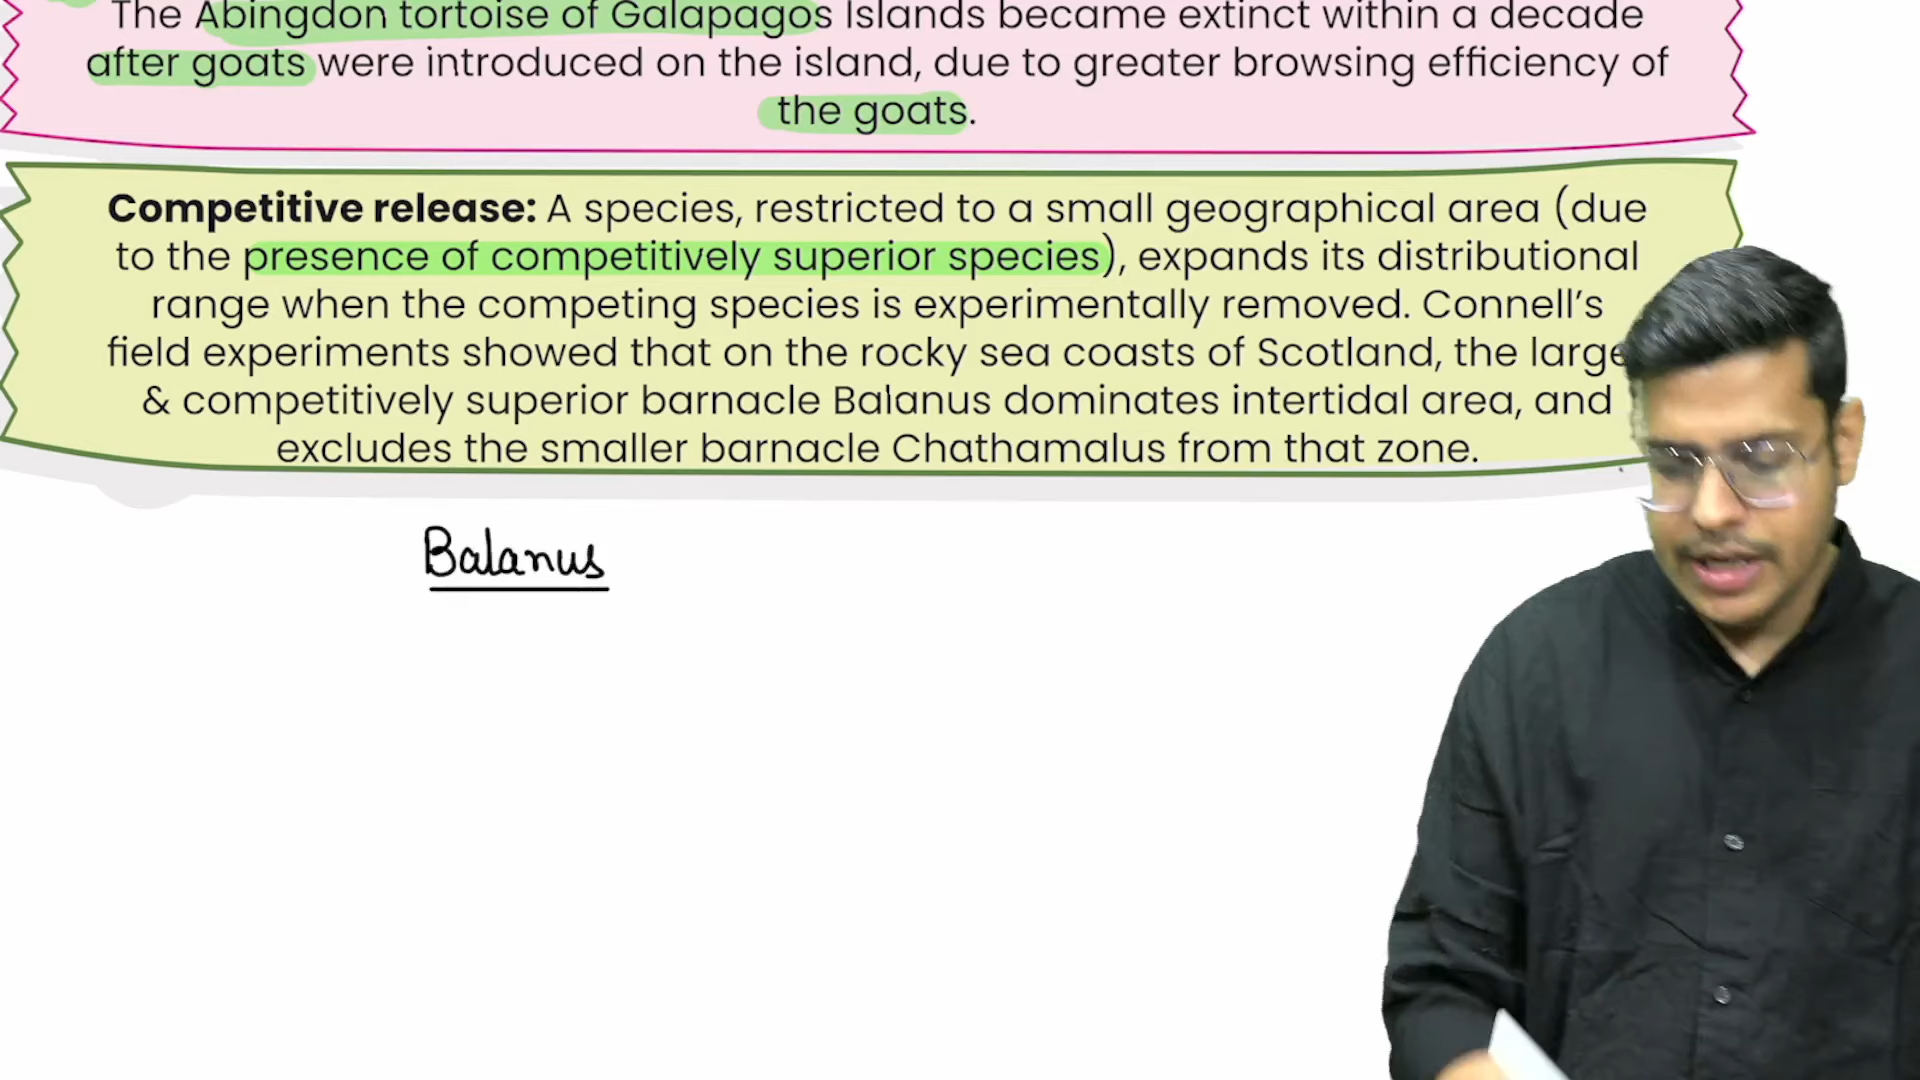 The Abingdon tortoise of Galapagos Islands became extinct within a decade
after goats were introduced on the island, due to greater browsing efficiency of
the goats.
Competitive release: A species, restricted to a small geographical area (due
to the presence of competitively superior species), expands its distributional
range when the competing species is experimentally removed. Connell’s
field experiments showed that on the rocky sea coasts of Scotland, the large
& competitively superior barnacle Balanus dominates intertidal area, and
excludes the smaller barnacle Chathamalus from that zone.
Balanus